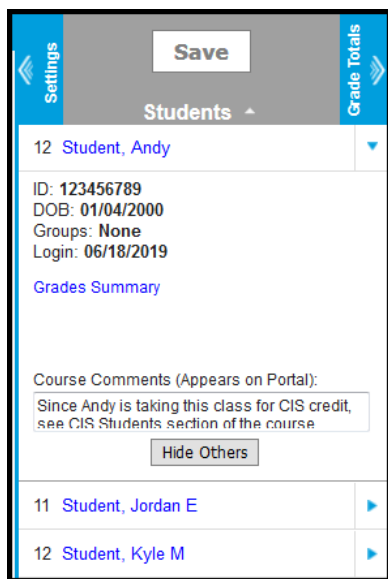 Settings
Save
Grade Totals
Students
12 Student, Andy
ID: 123456789
DOB: 01/04/2000
Groups: None
Login: 06/18/2019
Grades Summary
Course Comments (Appears on Portal):
Since Andy is taking this class for CIS credit,
see CIS Students section of the course
Hide Others
11 Student, Jordan E
12 Student, Kyle M